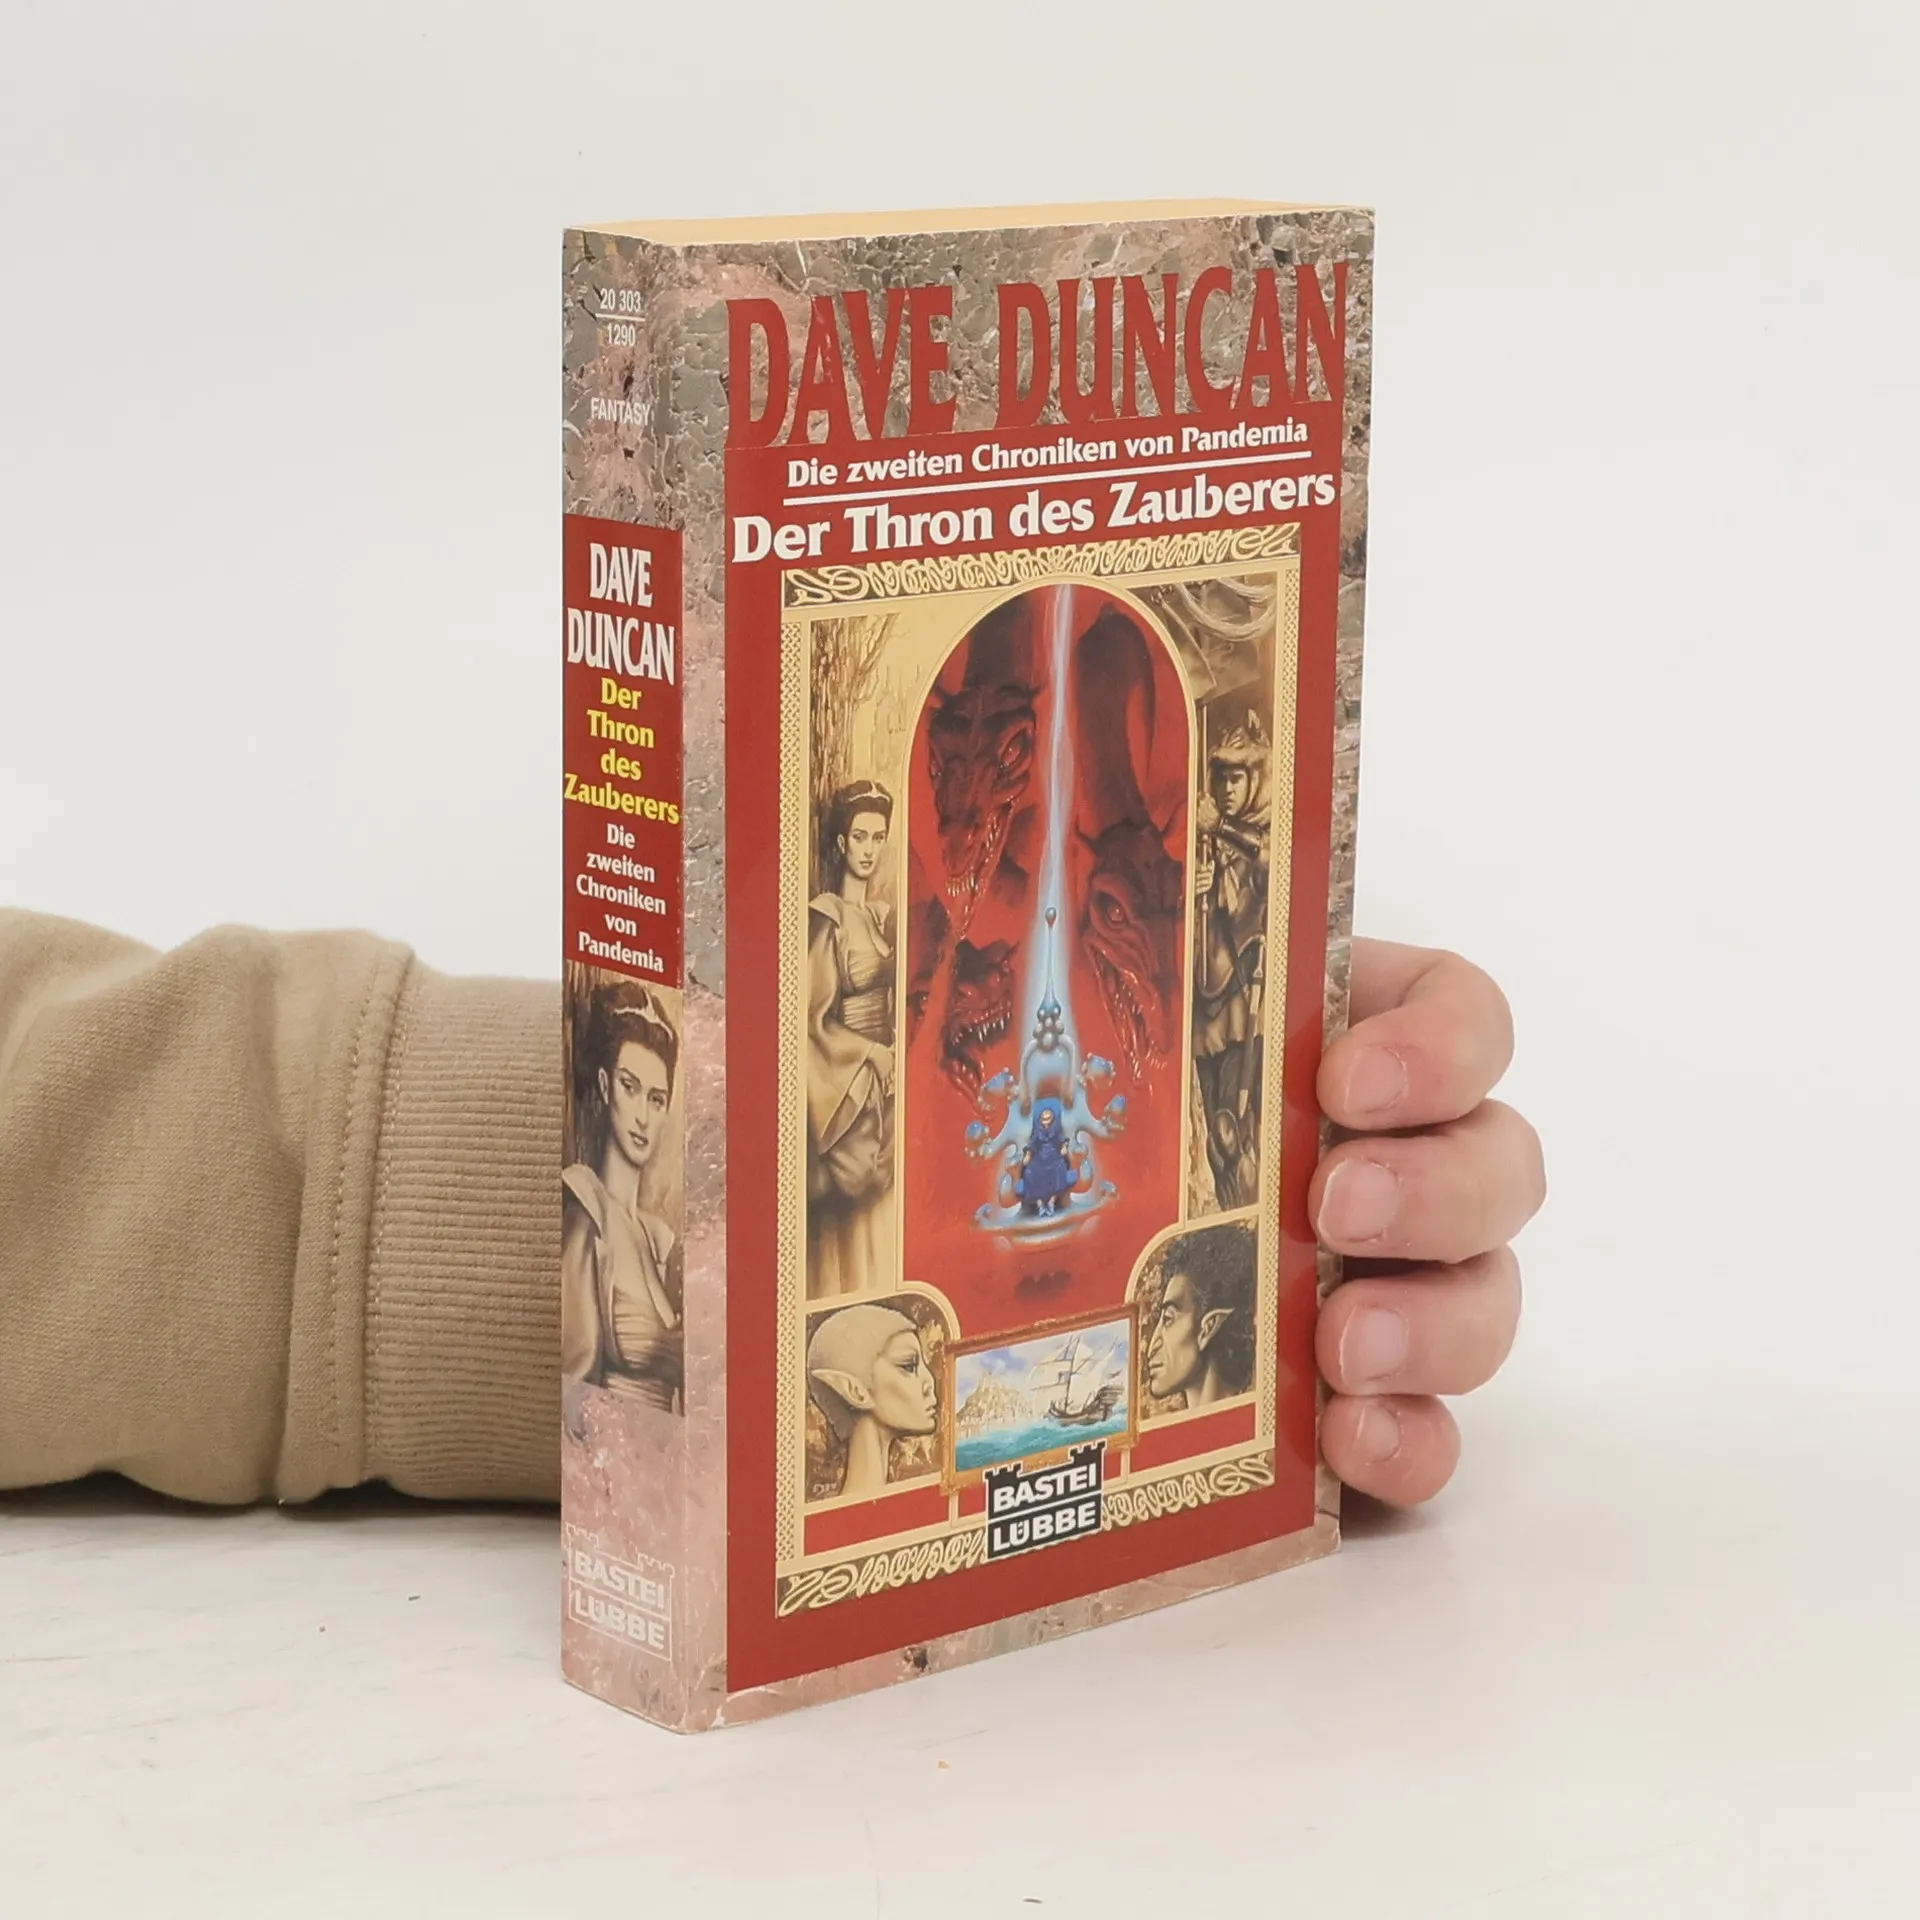 20 303
1290
FANTASY
DAVE
DUNCAN
Der
Thron
des
Zauberers
Die
zweiten
Chroniken
von
Pandemia
BASTEI
LÜBBE
DAVE DUNCAN
Die zweiten Chroniken von Pandemia
Der Thron des Zauberers
BASTEI
LÜBBE